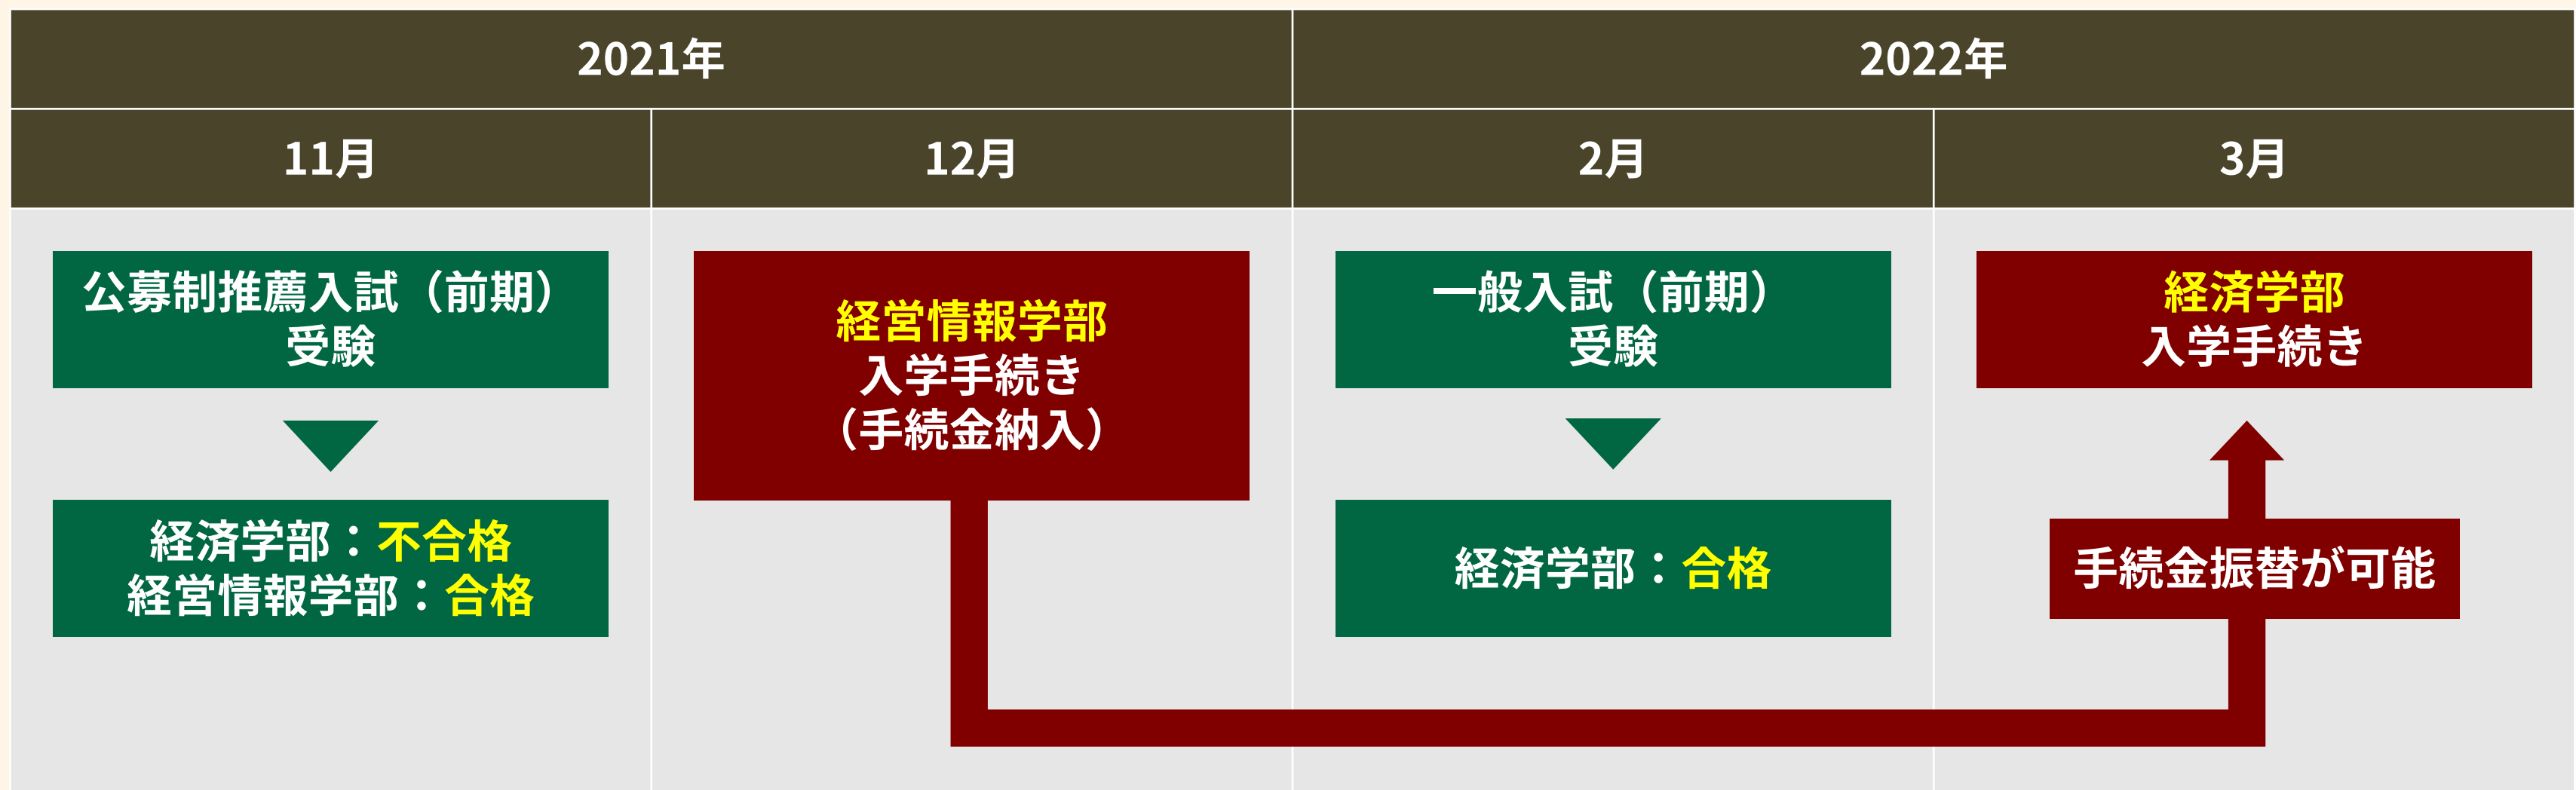 2021年
2022年
11月
12月
2月
3月
公募制推薦入試（前期）
受験
経済学部：不合格
経営情報学部：合格
経営情報学部
入学手続き
（手続金納入）
一般入試（前期）
受験
経済学部：合格
経済学部
入学手続き
手続金振替が可能